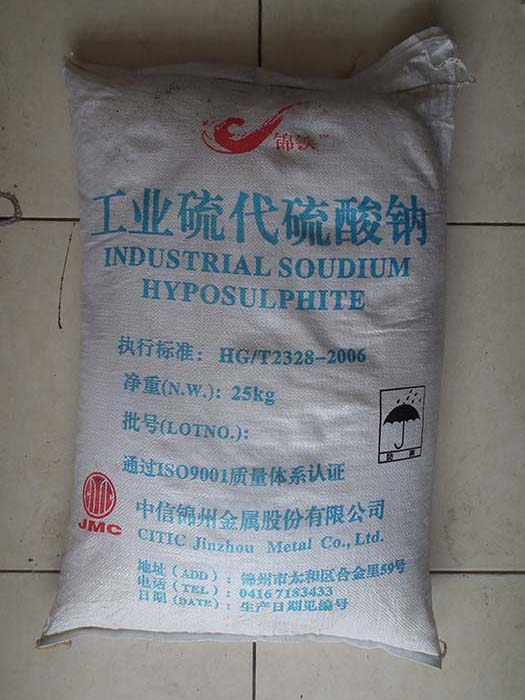 锦铁™
工业硫代硫酸钠
INDUSTRIAL SOUDIUM
HYPOSULPHITE
执行标准: HG/T2328-2006
净重(N.W.): 25kg
批号(LOTNO.):
通过ISO9001质量体系认证
CITIC
JMC
中信锦州金属股份有限公司
CITIC Jinzhou Metal Co.,Ltd.
地址(ADD): 锦州市太和区合金里59号
电话(TEL): 0416 7183433
日期(DATE): 生产日期见编号